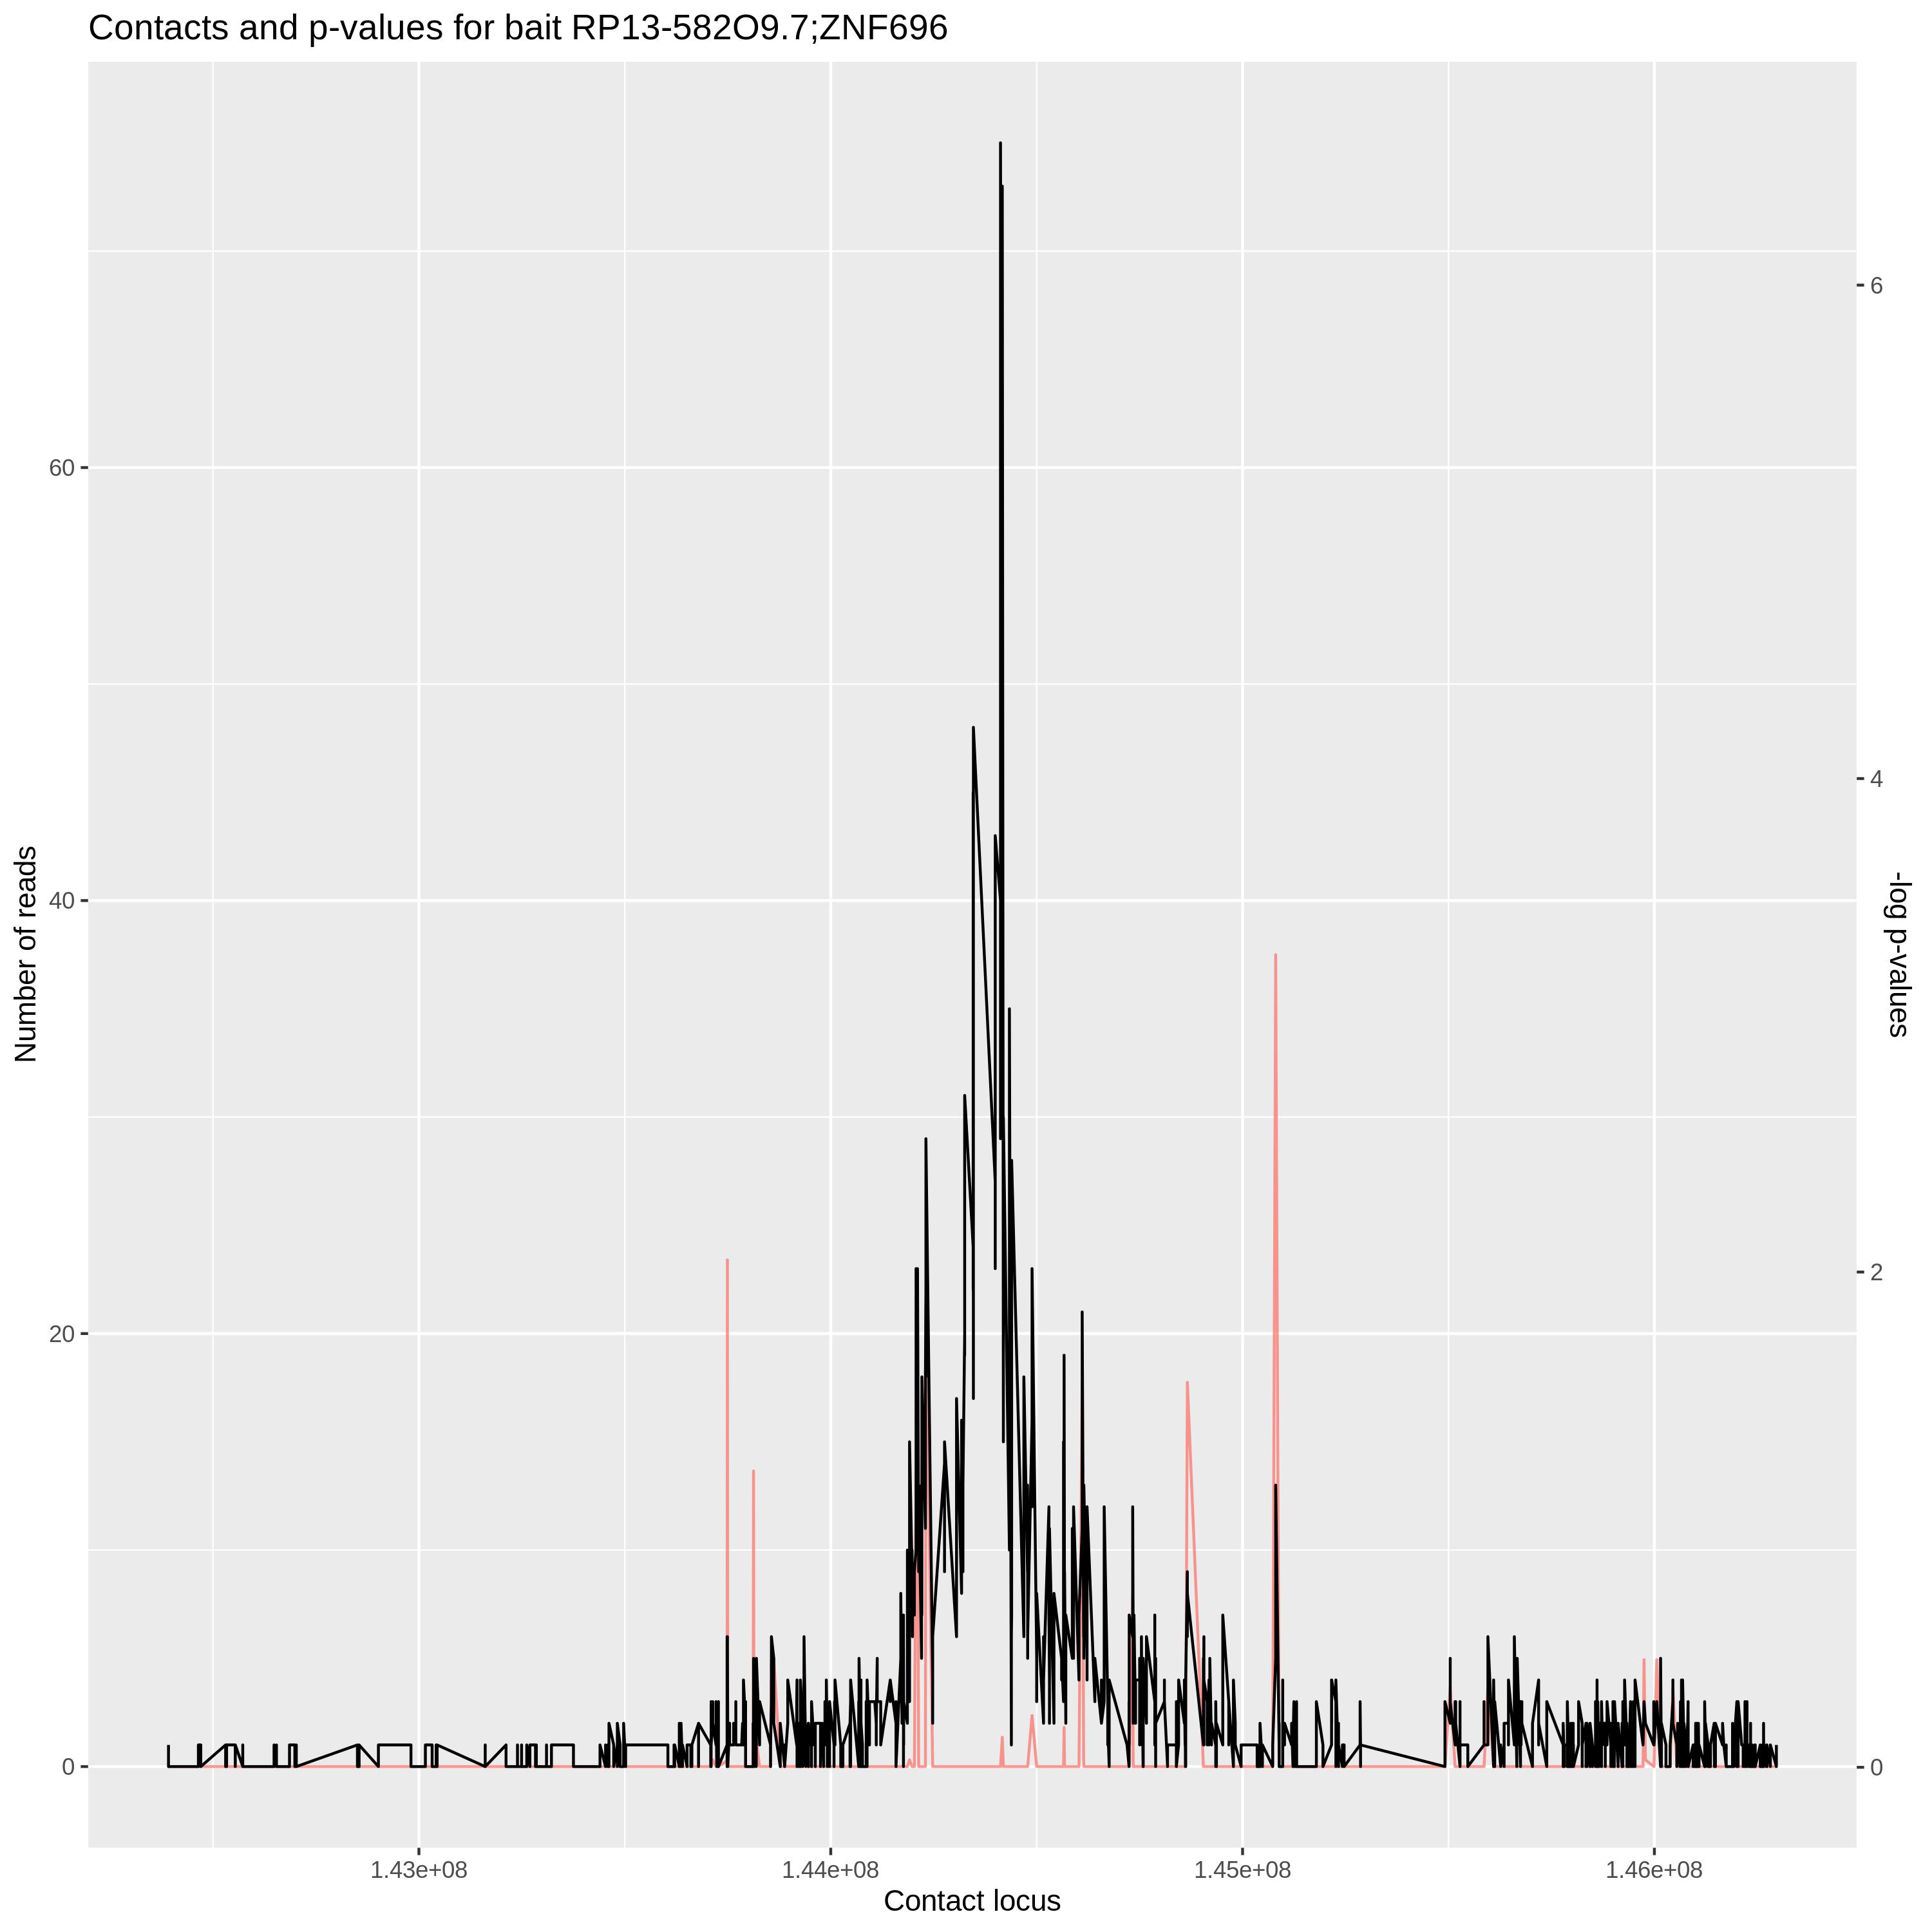 Contacts and p-values for bait RP13-582O9.7;ZNF696
Number of reads
60
40
20
0
6
4
2
0
-log p-values
1.43e+08
1.44e+08
1.45e+08
1.46e+08
Contact locus